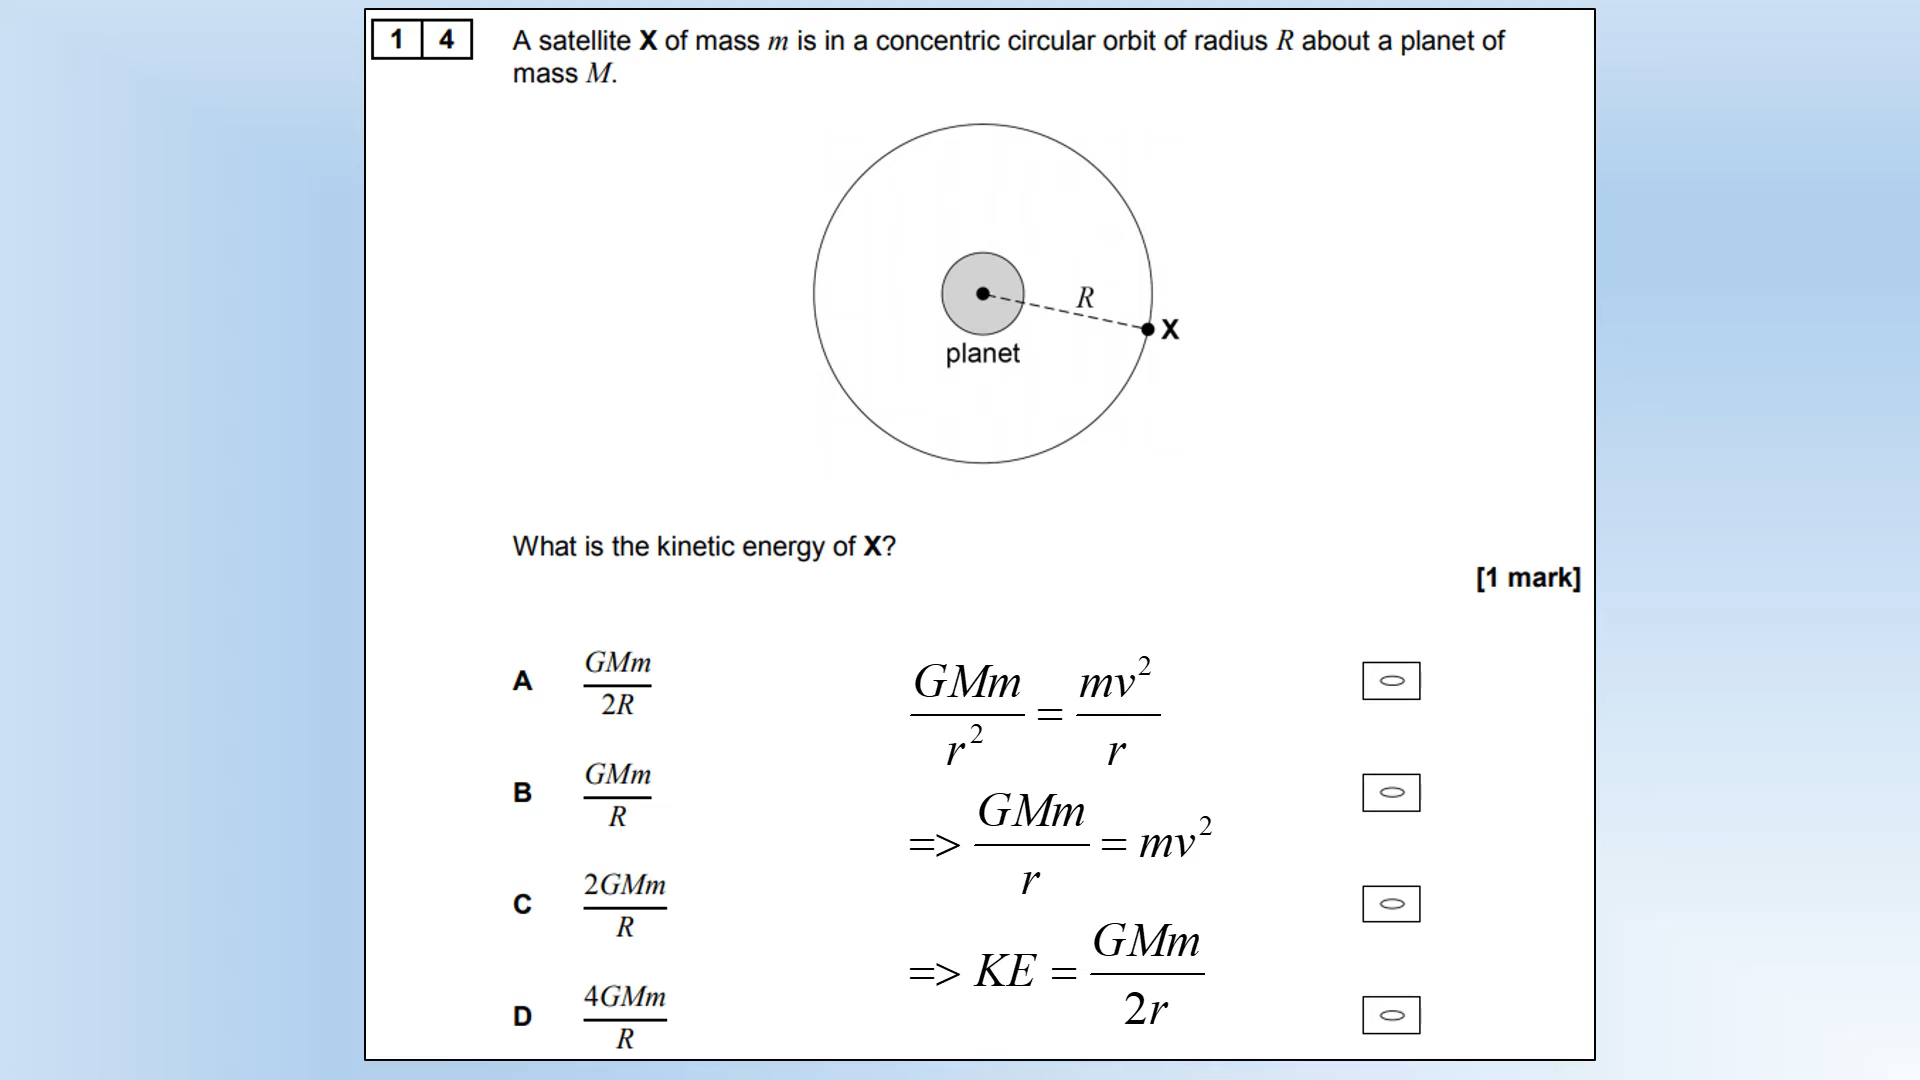 1 4
A satellite X of mass m is in a concentric circular orbit of radius R about a planet of
mass M.
R
X
planet
What is the kinetic energy of X?
[1 mark]
A GMm/2R
B GMm/R
C 2GMm/R
D 4GMm/R
GMm/r² = mv²/r
=> GMm/r = mv²
=> KE = GMm/2r